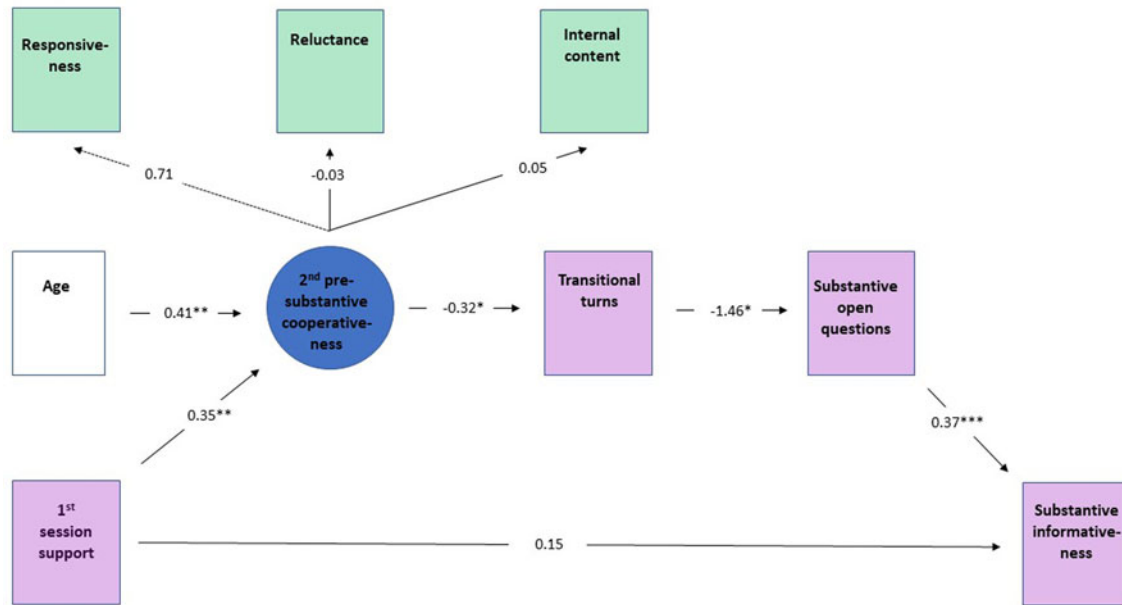 Responsive-
ness
Reluctance
Internal
content
0.71
-0.03
0.05
Age
0.41**
2nd pre-
substantive
cooperative-
ness
-0.32*
Transitional
turns
-1.46*
Substantive
open
questions
0.35**
0.37***
1st
session
support
0.15
Substantive
informative-
ness